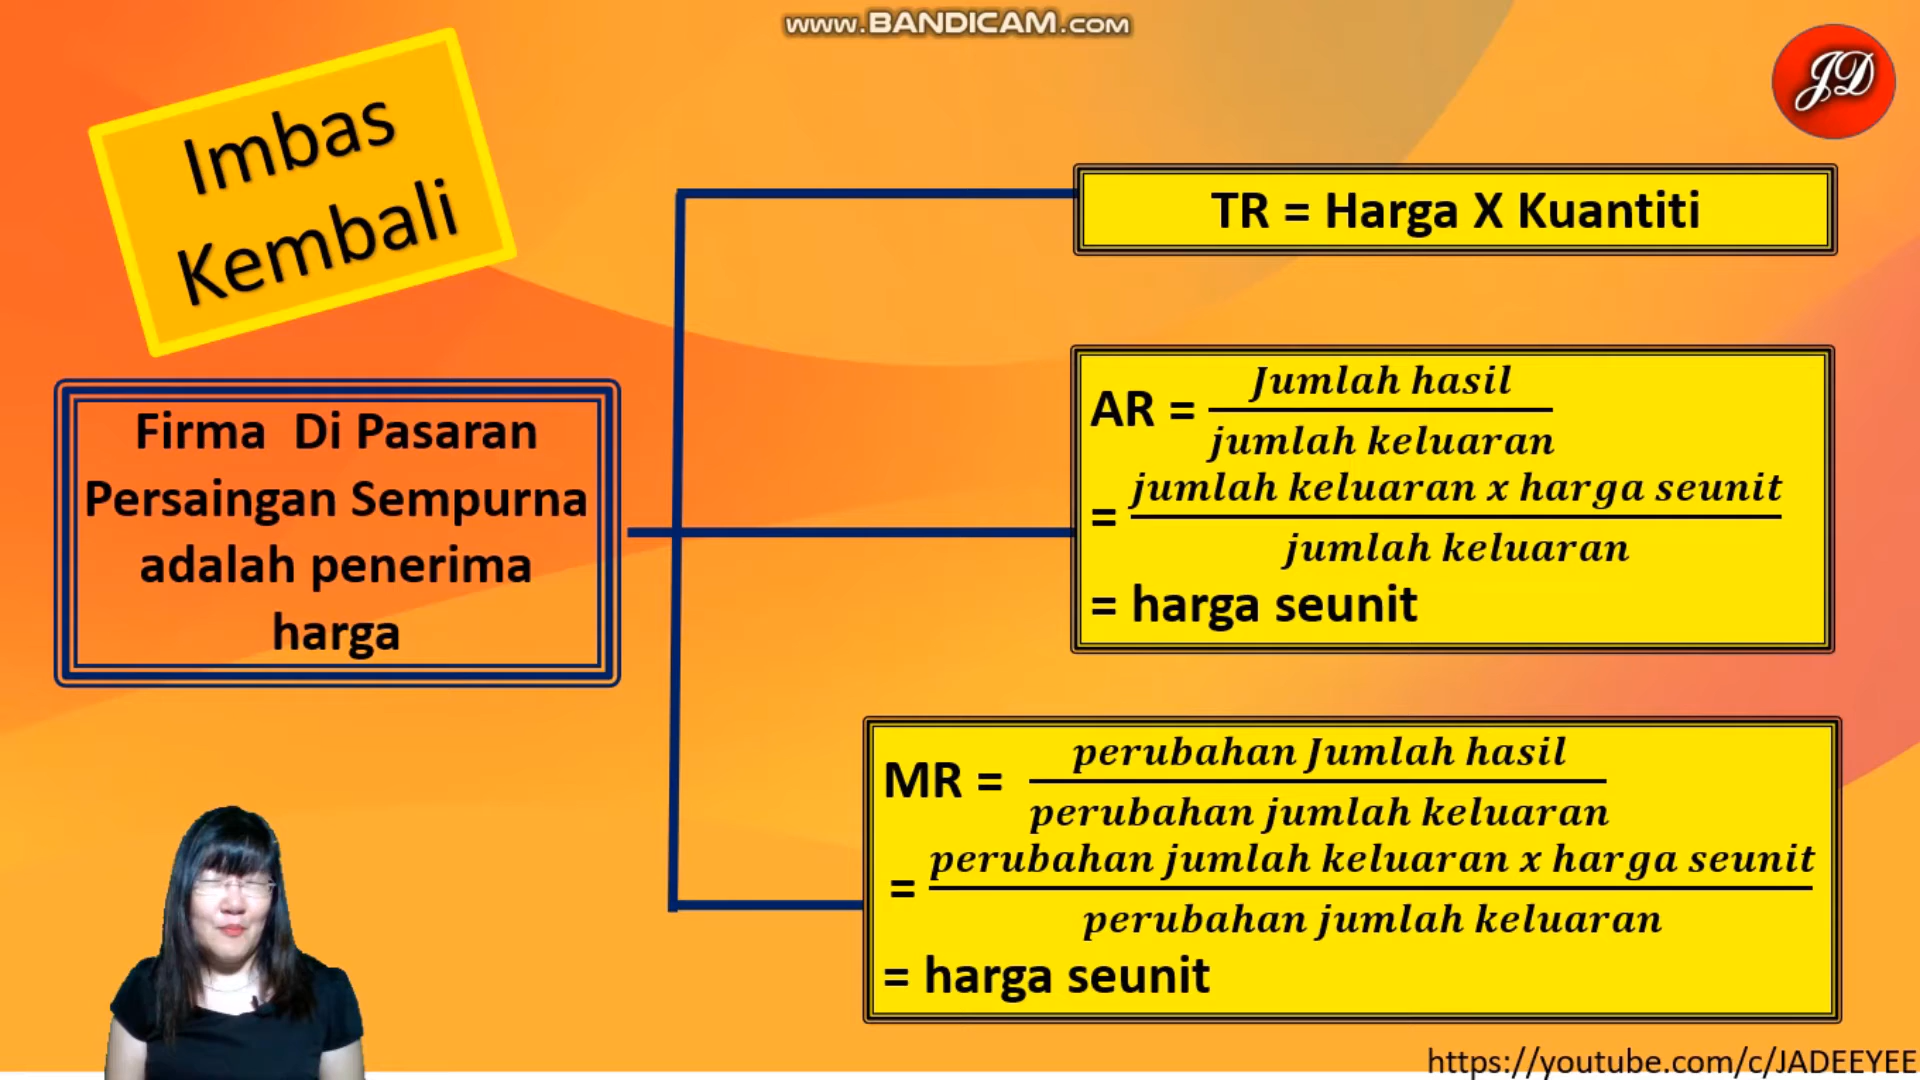 www.BANDICAM.com
JD
Imbas
Kembali
Firma Di Pasaran
Persaingan Sempurna
adalah penerima
harga
TR = Harga X Kuantiti
AR = Jumlah hasil
jumlah keluaran
= jumlah keluaran x harga seunit
jumlah keluaran
= harga seunit
MR = perubahan Jumlah hasil
perubahan jumlah keluaran
= perubahan jumlah keluaran x harga seunit
perubahan jumlah keluaran
= harga seunit
https://youtube.com/c/JADEEYEE